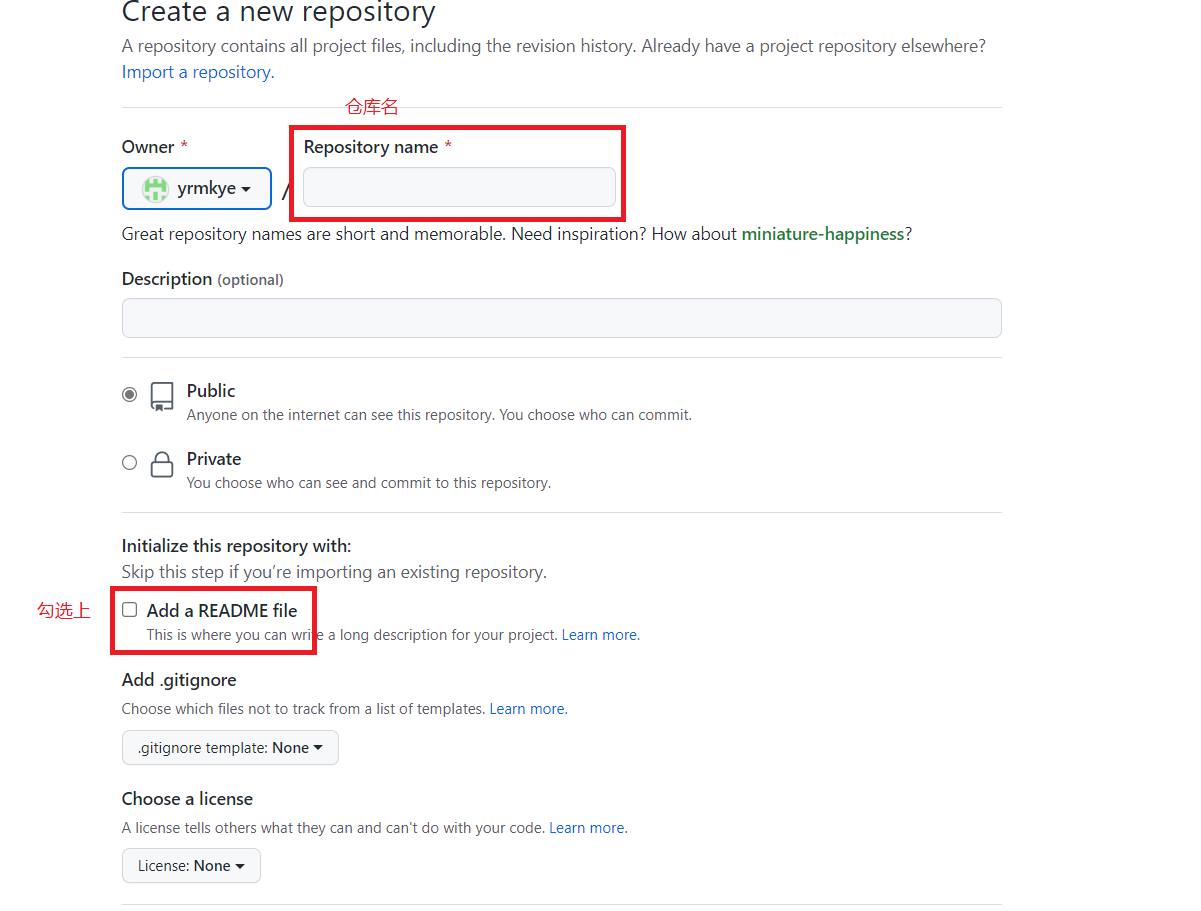 Create a new repository
A repository contains all project files, including the revision history. Already have a project repository elsewhere?
Import a repository.
仓库名
Owner *
Repository name *
yrmkye
/
Great repository names are short and memorable. Need inspiration? How about miniature-happiness?
Description (optional)
Public
Anyone on the internet can see this repository. You choose who can commit.
Private
You choose who can see and commit to this repository.
Initialize this repository with:
Skip this step if you’re importing an existing repository.
勾选上
Add a README file
This is where you can write a long description for your project. Learn more.
Add .gitignore
Choose which files not to track from a list of templates. Learn more.
.gitignore template: None
Choose a license
A license tells others what they can and can't do with your code. Learn more.
License: None